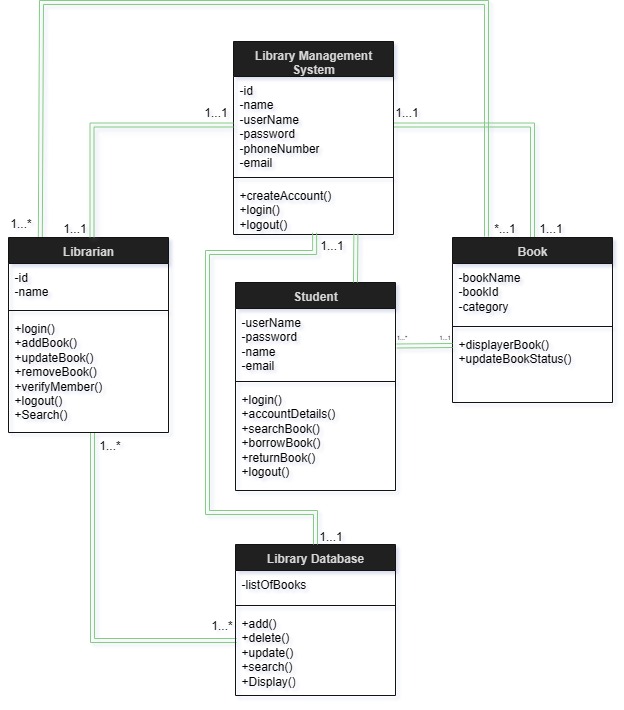 Library Management
System
-id
-name
-userName
-password
-phoneNumber
-email
+createAccount()
+login()
+logout()
1...1
1...1
1...*
1...1
*...1
1...1
1...1
Librarian
-id
-name
+login()
+addBook()
+updateBook()
+removeBook()
+verifyMember()
+logout()
+Search()
Student
-userName
-password
-name
-email
+login()
+accountDetails()
+searchBook()
+borrowBook()
+returnBook()
+logout()
1...*
1...1
Book
-bookName
-bookId
-category
+displayerBook()
+updateBookStatus()
1...*
1...1
1...*
Library Database
-listOfBooks
+add()
+delete()
+update()
+search()
+Display()